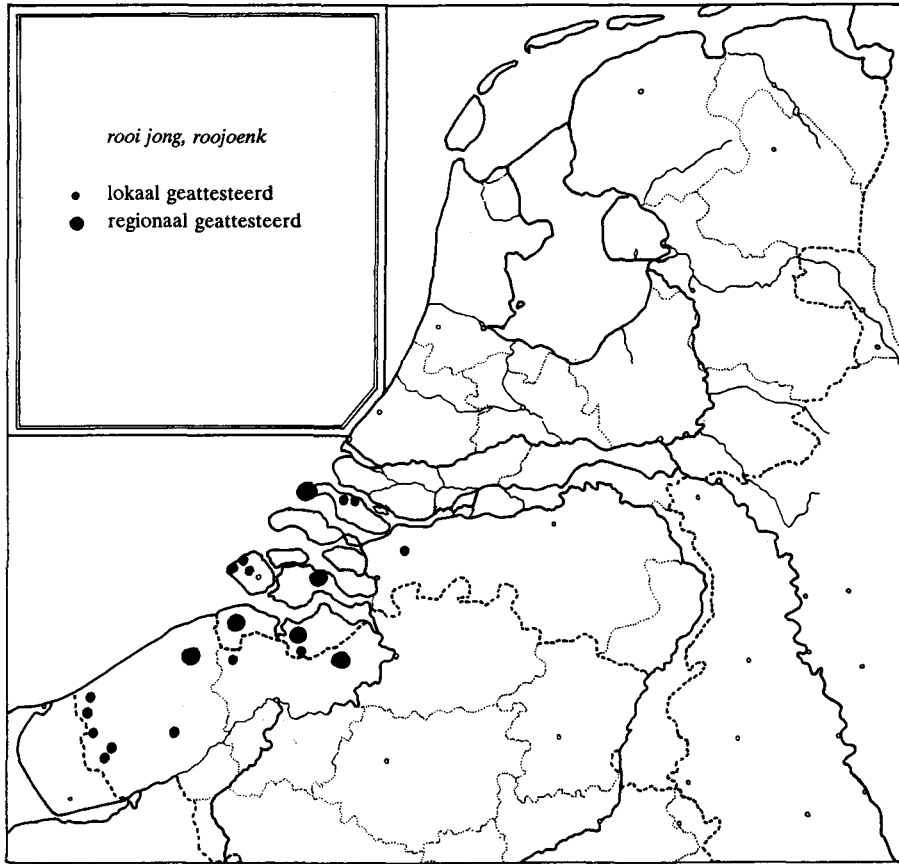 rooi jong, roojoenk
lokaal geattesteerd
regionaal geattesteerd